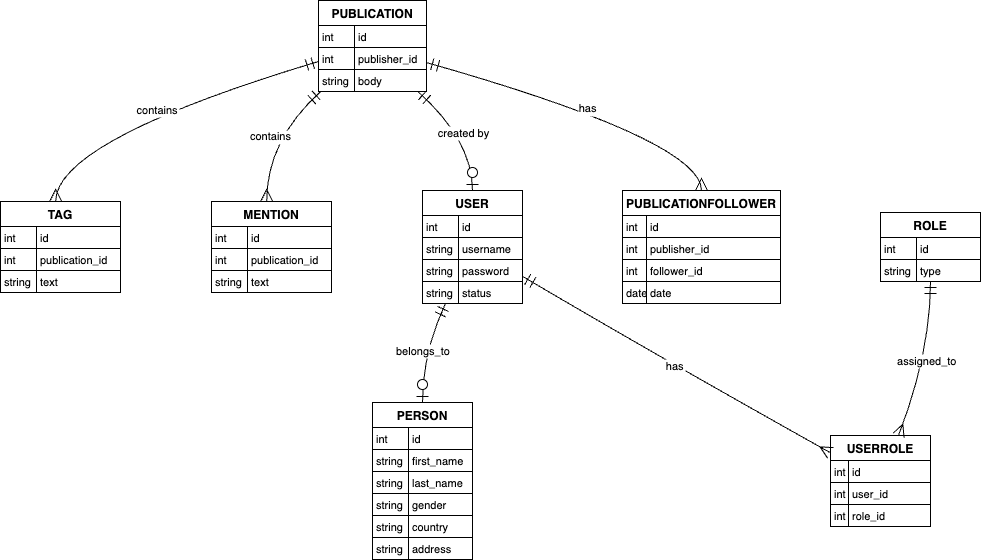 PUBLICATION
int id
int publisher_id
string body
contains
contains
created by
has
TAG
int id
int publication_id
string text
MENTION
int id
int publication_id
string text
USER
int id
string username
string password
string status
PUBLICATIONFOLLOWER
int id
int publisher_id
int follower_id
date date
ROLE
int id
string type
belongs_to
has
assigned_to
PERSON
int id
string first_name
string last_name
string gender
string country
string address
USERROLE
int id
int user_id
int role_id